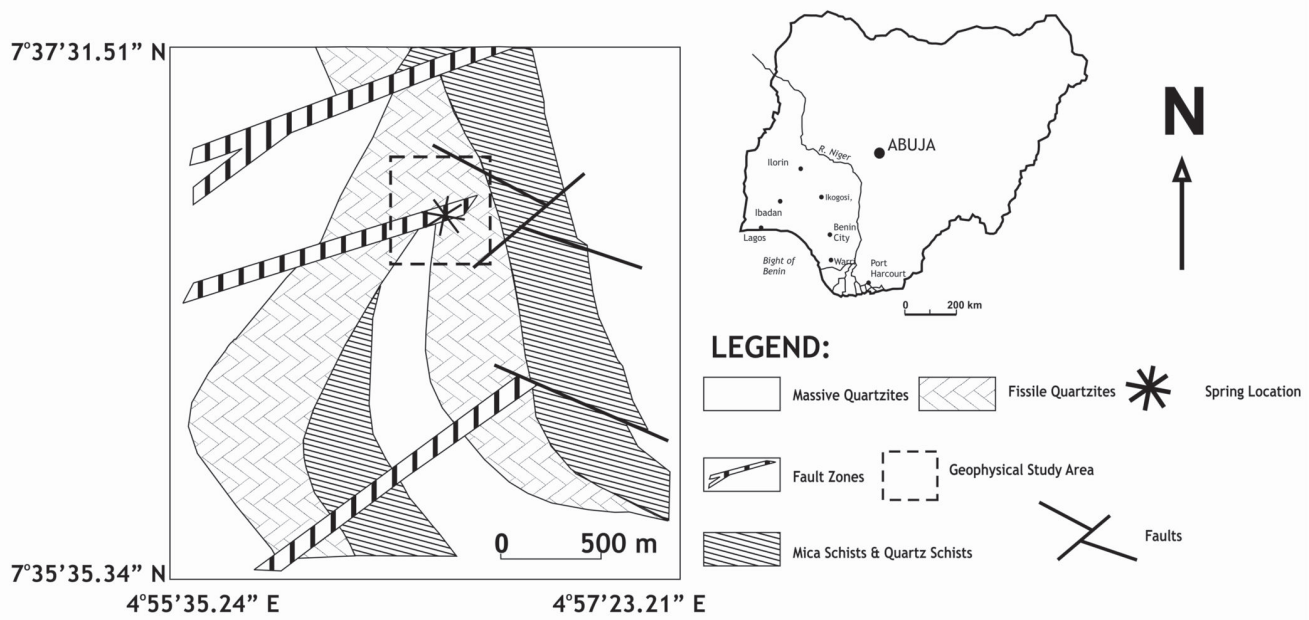 7°37’31.51” N
7°35’35.34” N
4°55’35.24” E
4°57’23.21” E
0 500 m
ABUJA
R. Niger
Ilorin
Ikogosi,
Ibadan
Lagos
Benin
City
Bight of
Benin
Warri
Port
Harcourt
0 200 km
N
LEGEND:
Massive Quartzites
Fissile Quartzites
Spring Location
Fault Zones
Geophysical Study Area
Mica Schists & Quartz Schists
Faults